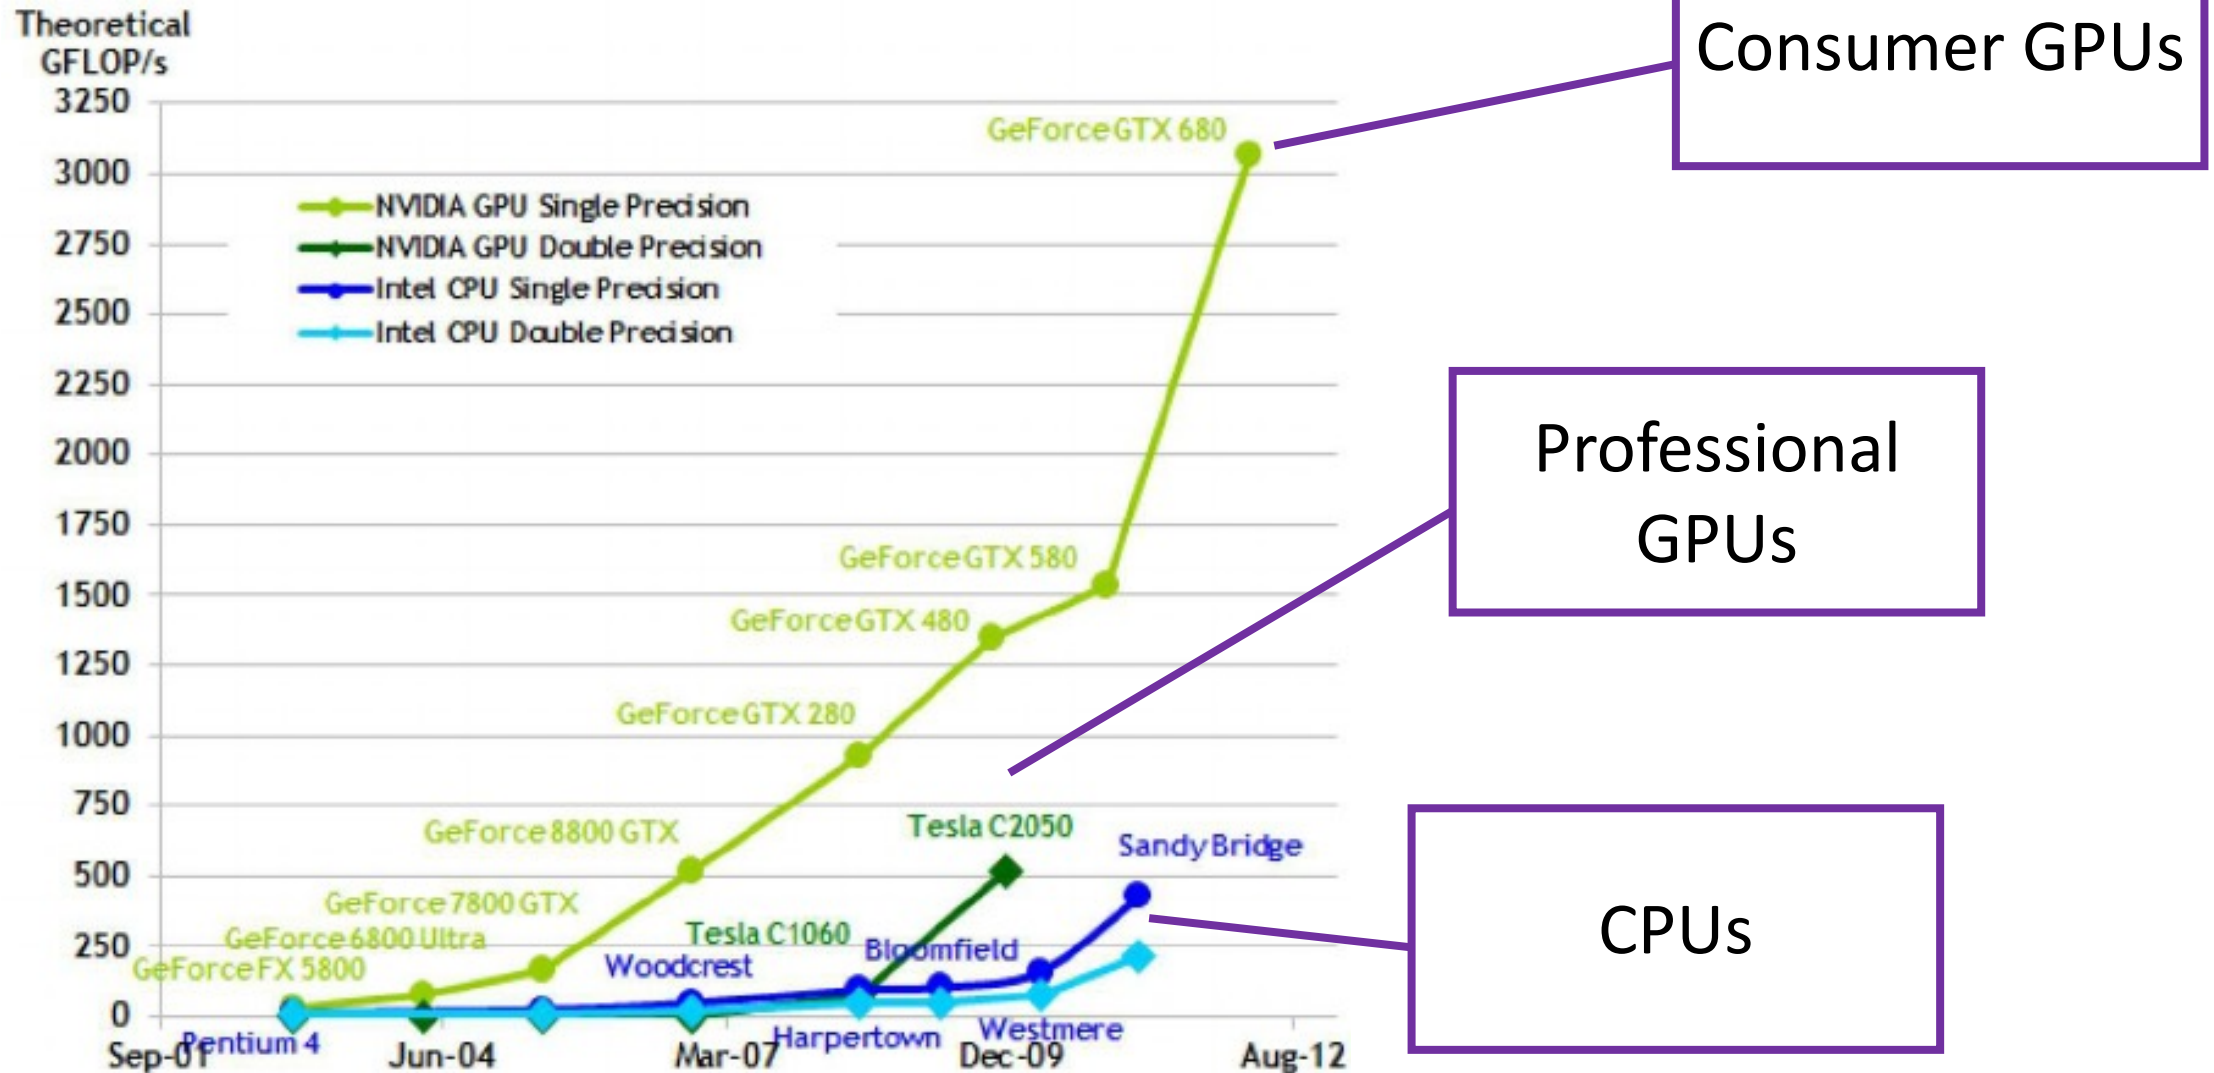 Theoretical
GFLOP/s
3250
3000
2750
2500
2250
2000
1750
1500
1250
1000
750
500
250
0
Sep-01
Jun-04
Mar-07
Dec-09
Aug-12
NVIDIA GPU Single Precision
NVIDIA GPU Double Precision
Intel CPU Single Precision
Intel CPU Double Precision
GeForce GTX 680
GeForce GTX 580
GeForce GTX 480
GeForce GTX 280
GeForce 8800 GTX
GeForce 7800 GTX
GeForce 6800 Ultra
GeForce FX 5800
Tesla C2050
Tesla C1060
Sandy Bridge
Bloomfield
Woodcrest
Pentium 4
Harpertown
Westmere
Consumer GPUs
Professional
GPUs
CPUs